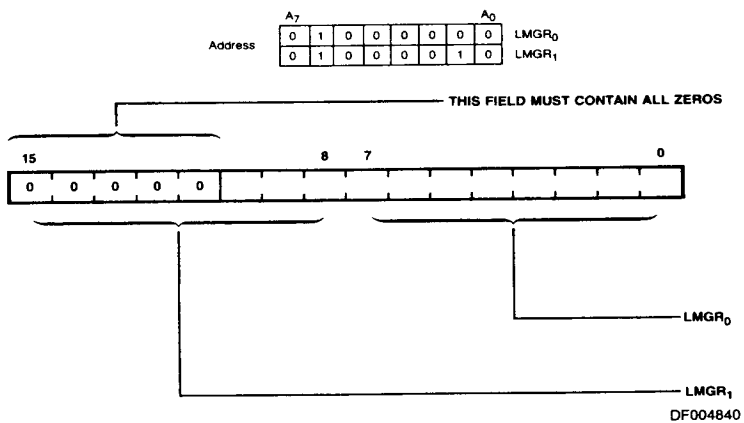 A7 A0
Address
0 1 0 0 0 0 0 0 LMGR0
0 1 0 0 0 0 1 0 LMGR1
THIS FIELD MUST CONTAIN ALL ZEROS
15 8 7 0
0 0 0 0 0
LMGR0
LMGR1
DF004840